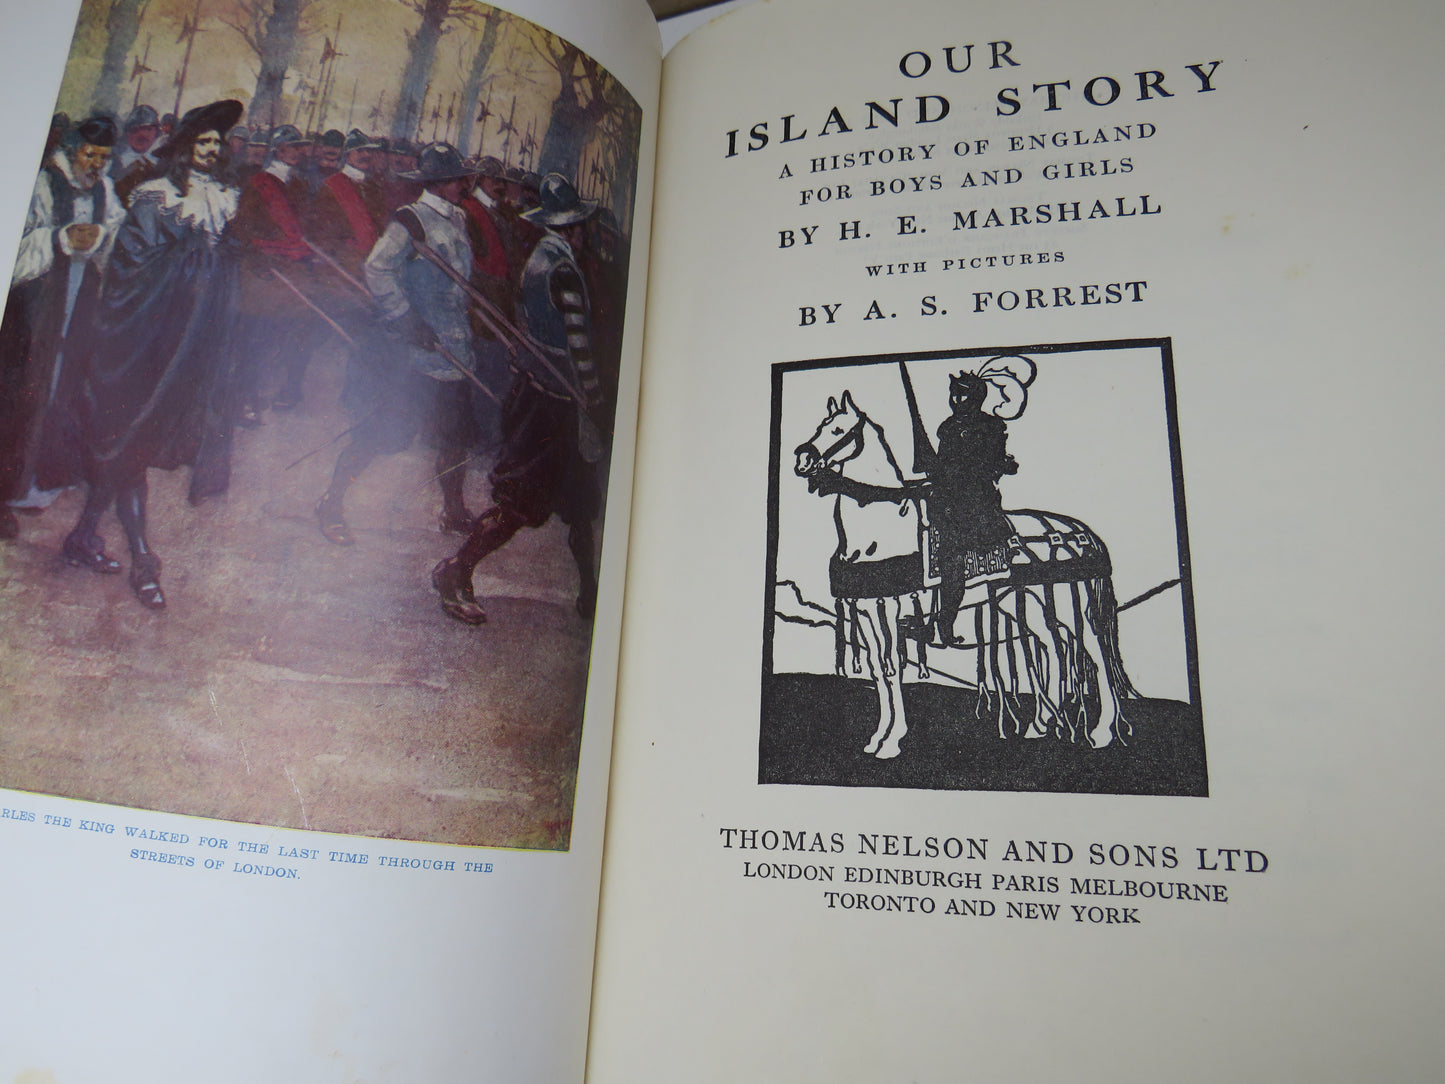 RLES THE KING WALKED FOR THE LAST TIME THROUGH THE
STREETS OF LONDON.
OUR
ISLAND STORY
A HISTORY OF ENGLAND
FOR BOYS AND GIRLS
BY H. E. MARSHALL
WITH PICTURES
BY A. S. FORREST
THOMAS NELSON AND SONS LTD
LONDON EDINBURGH PARIS MELBOURNE
TORONTO AND NEW YORK